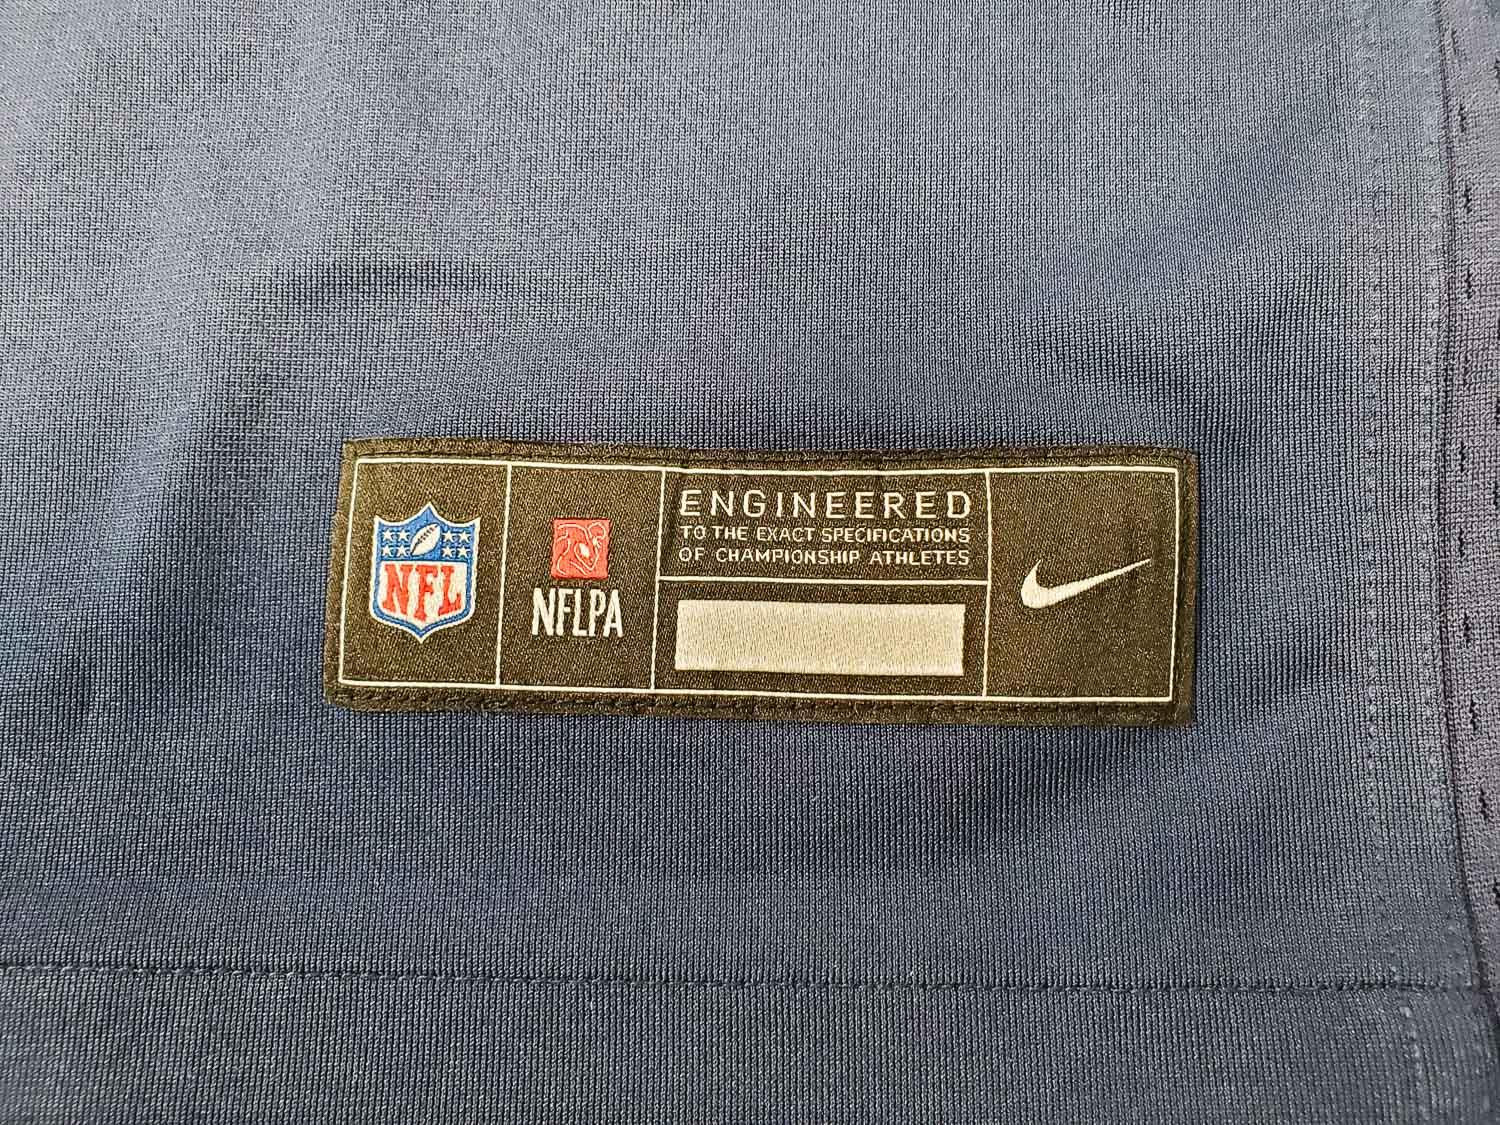 NFL
NFLPA
ENGINEERED
TO THE EXACT SPECIFICATIONS
OF CHAMPIONSHIP ATHLETES